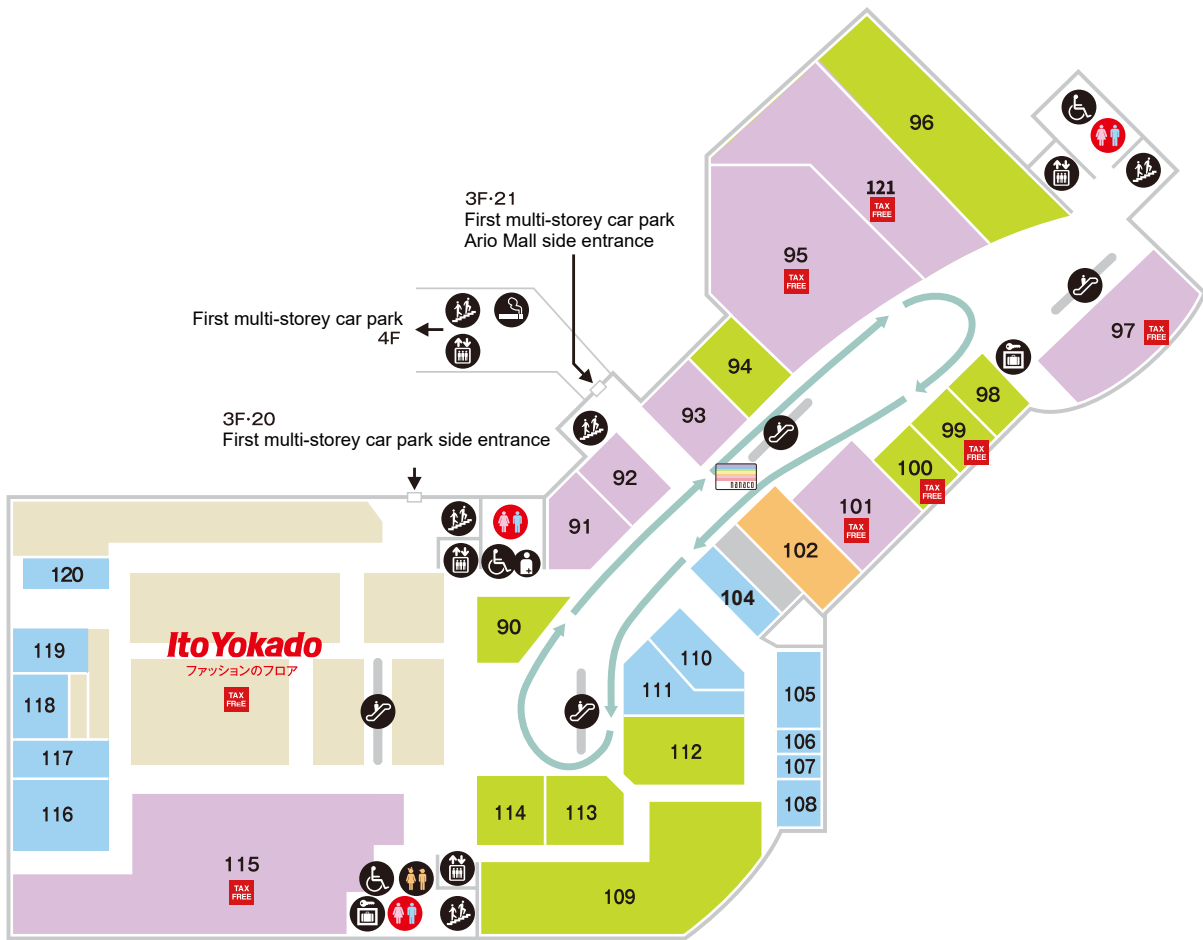 96
121
TAX
FREE
3F·21
First multi-storey car park
Ario Mall side entrance
95
TAX
FREE
First multi-storey car park
4F
97
TAX
FREE
94
98
93
99
TAX
FREE
3F·20
First multi-storey car park side entrance
92
100
TAX
FREE
nanaco
91
101
TAX
FREE
102
120
104
90
ItoYokado
ファッションのフロア
TAX
FREE
119
118
117
116
110
111
105
106
107
108
112
114
113
115
TAX
FREE
109